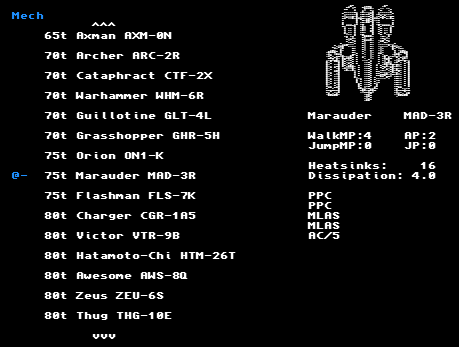 Mech
^^^
65t Axman AXM-0N
70t Archer ARC-2R
70t Cataphract CTF-2X
70t Warhammer WHM-6R
70t Guillotine GLT-4L
70t Grasshopper GHR-5H
75t Orion ON1-K
@- 75t Marauder MAD-3R
75t Flashman FLS-7K
80t Charger CGR-1A5
80t Victor VTR-9B
80t Hatamoto-Chi HTM-26T
80t Awesome AWS-8Q
80t Zeus ZEU-6S
80t Thug THG-10E
vvv
Marauder MAD-3R
WalkMP:4 AP:2
JumpMP:0 JP:0
Heatsinks: 16
Dissipation: 4.0
PPC
PPC
MLAS
MLAS
AC/5